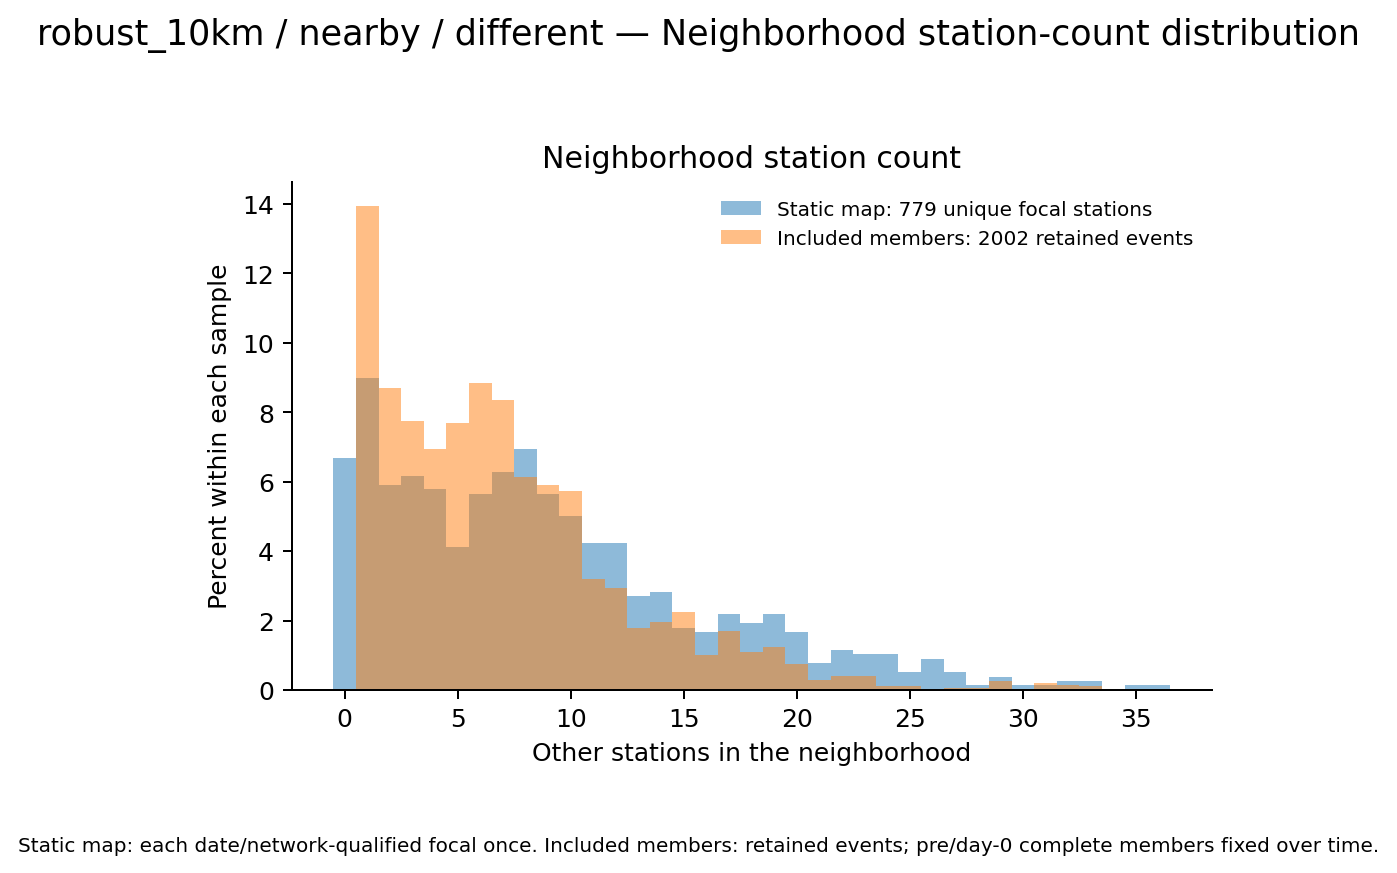 robust_10km / nearby / different — Neighborhood station-count distribution
Neighborhood station count
Static map: 779 unique focal stations
Included members: 2002 retained events
Percent within each sample
14
12
10
8
6
4
2
0
0 5 10 15 20 25 30 35
Other stations in the neighborhood
Static map: each date/network-qualified focal once. Included members: retained events; pre/day-0 complete members fixed over time.